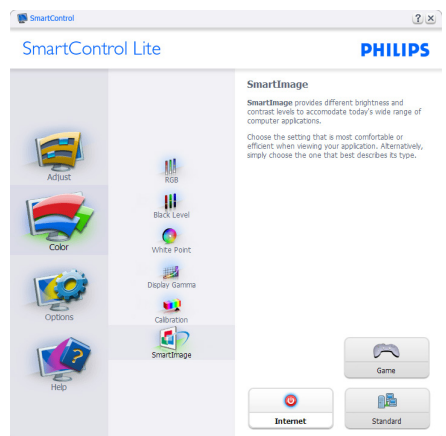 SmartControl
? x
SmartControl Lite
PHILIPS
Adjust
Color
Options
Help
RGB
Black Level
White Point
Display Gamma
Calibration
SmartImage
SmartImage
SmartImage provides different brightness and
contrast levels to accomodate today's wide range of
computer applications.
Choose the setting that is most comfortable or
efficient when viewing your application. Alternatively,
simply choose the one that best describes its type.
Game
Internet
Standard